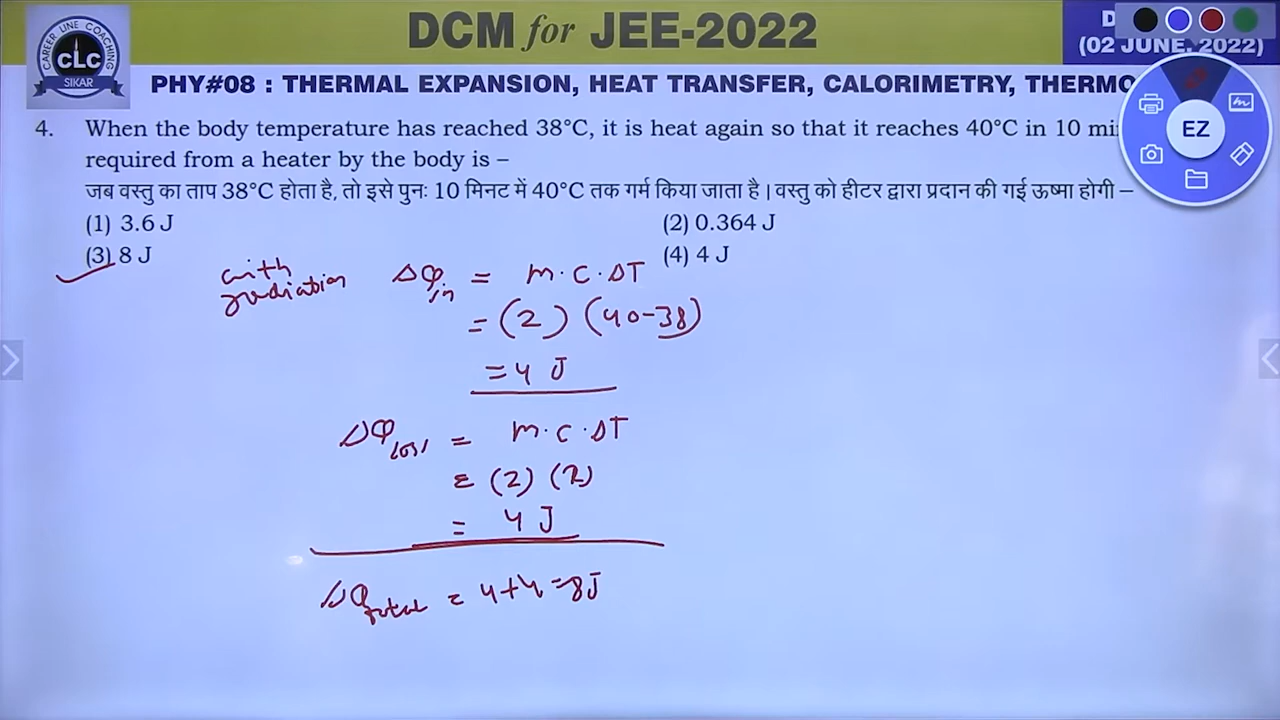 DCM for JEE-2022
D
(02 JUNE, 2022)
CAREER LINE COACHING
CLC
SIKAR
PHY#08 : THERMAL EXPANSION, HEAT TRANSFER, CALORIMETRY, THERMO
EZ
4. When the body temperature has reached 38°C, it is heat again so that it reaches 40°C in 10 mi
required from a heater by the body is –
जब वस्तु का ताप 38°C होता है, तो इसे पुनः 10 मिनट में 40°C तक गर्म किया जाता है। वस्तु को हीटर द्वारा प्रदान की गई ऊष्मा होगी –
(1) 3.6 J (2) 0.364 J
(3) 8 J (4) 4 J
with
radiation ΔQin = m·c·ΔT
= (2) (40-38)
= 4 J
ΔQloss = m·c·ΔT
= (2) (2)
= 4 J
ΔQtotal = 4+4=8J